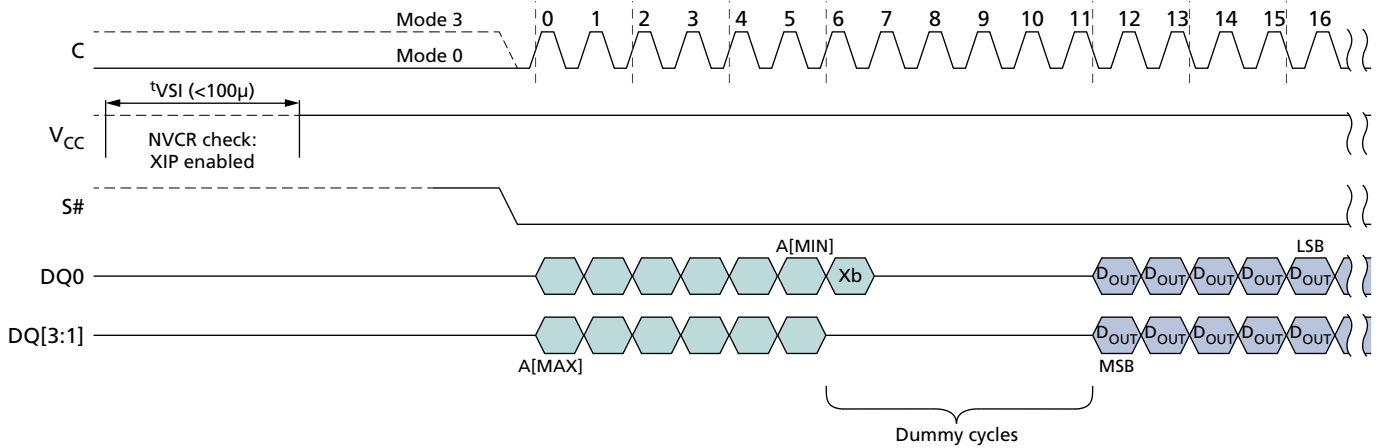 Mode 3
0 1 2 3 4 5 6 7 8 9 10 11 12 13 14 15 16
C
Mode 0
tVSI (<100µ)
VCC
NVCR check:
XIP enabled
S#
A[MIN]
LSB
DQ0
Xb
DOUT DOUT DOUT DOUT DOUT
DQ[3:1]
DOUT DOUT DOUT DOUT DOUT
A[MAX]
MSB
Dummy cycles